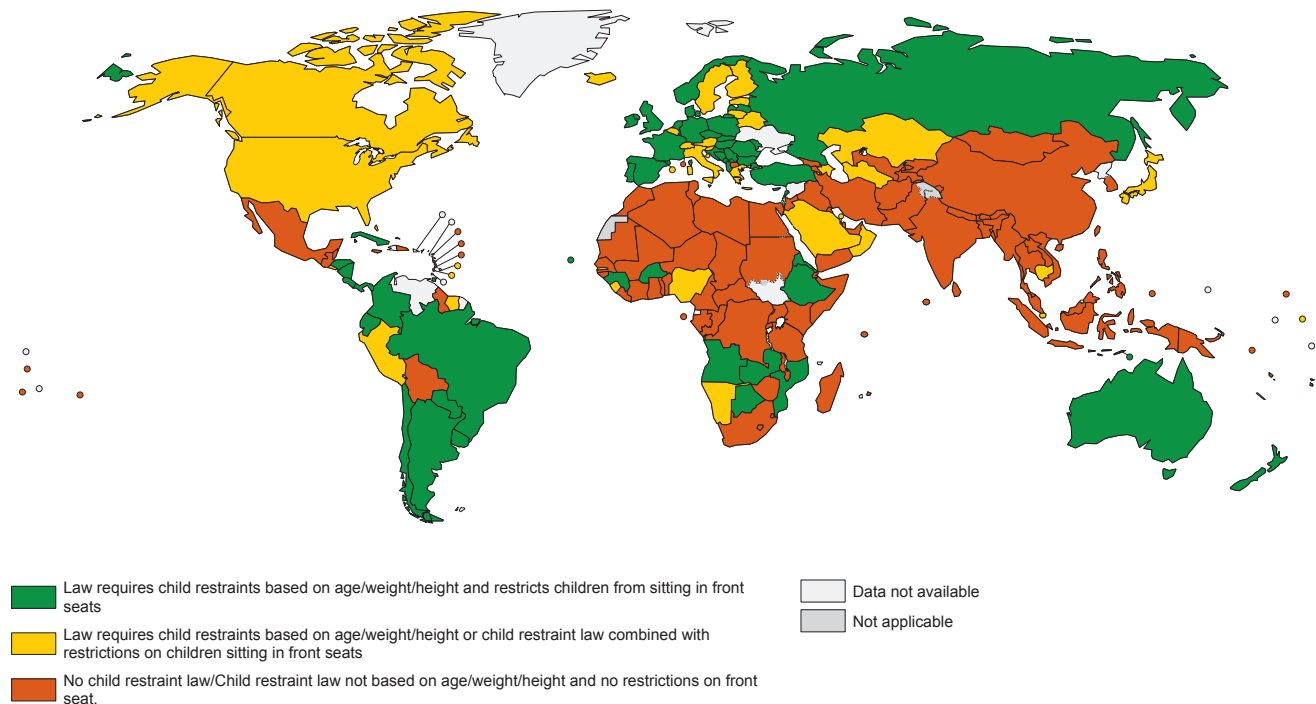 Law requires child restraints based on age/weight/height and restricts children from sitting in front
seats
Law requires child restraints based on age/weight/height or child restraint law combined with
restrictions on children sitting in front seats
No child restraint law/Child restraint law not based on age/weight/height and no restrictions on front
seat.
Data not available
Not applicable